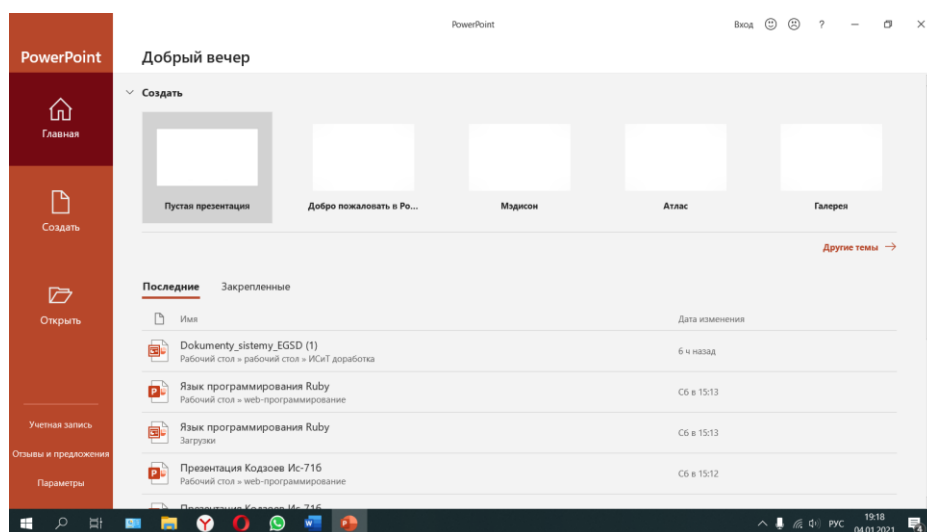 PowerPoint
Вход
?
PowerPoint
Добрый вечер
Создать
Главная
Пустая презентация
Добро пожаловать в Po...
Мэдисон
Атлас
Галерея
Создать
Другие темы
Последние
Закрепленные
Открыть
Имя
Дата изменения
Dokumenty_sistemy_EGSD (1)
Рабочий стол » рабочий стол » ИСиТ доработка
6 ч назад
Язык программирования Ruby
Рабочий стол » web-программирование
Сб в 15:13
Язык программирования Ruby
Загрузки
Сб в 15:13
Презентация Кодзоев Ис-716
Рабочий стол » web-программирование
Сб в 15:12
Учетная запись
Отзывы и предложения
Параметры
РУС
19:18
04.01.2021